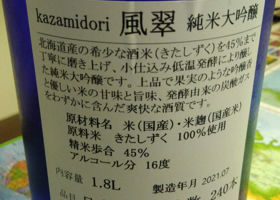 kazamidori 風翠 純米大吟醸
北海道産の希少な酒米(きたしずく)を45%まで
丁寧に磨き上げ、小仕込み低温発酵により醸し
た純米大吟醸です。上品で果実のような吟醸香
と優しい米の甘味と旨味、発酵由来の炭酸ガス
をわずかに含んだ爽快な酒質です。
原材料名 米(国産)・米麹(国産米)
原料米 きたしずく 100%使用
精米歩合 45%
アルコール分 16度
内容量 1.8L 製造年月 2021.07
数 240本